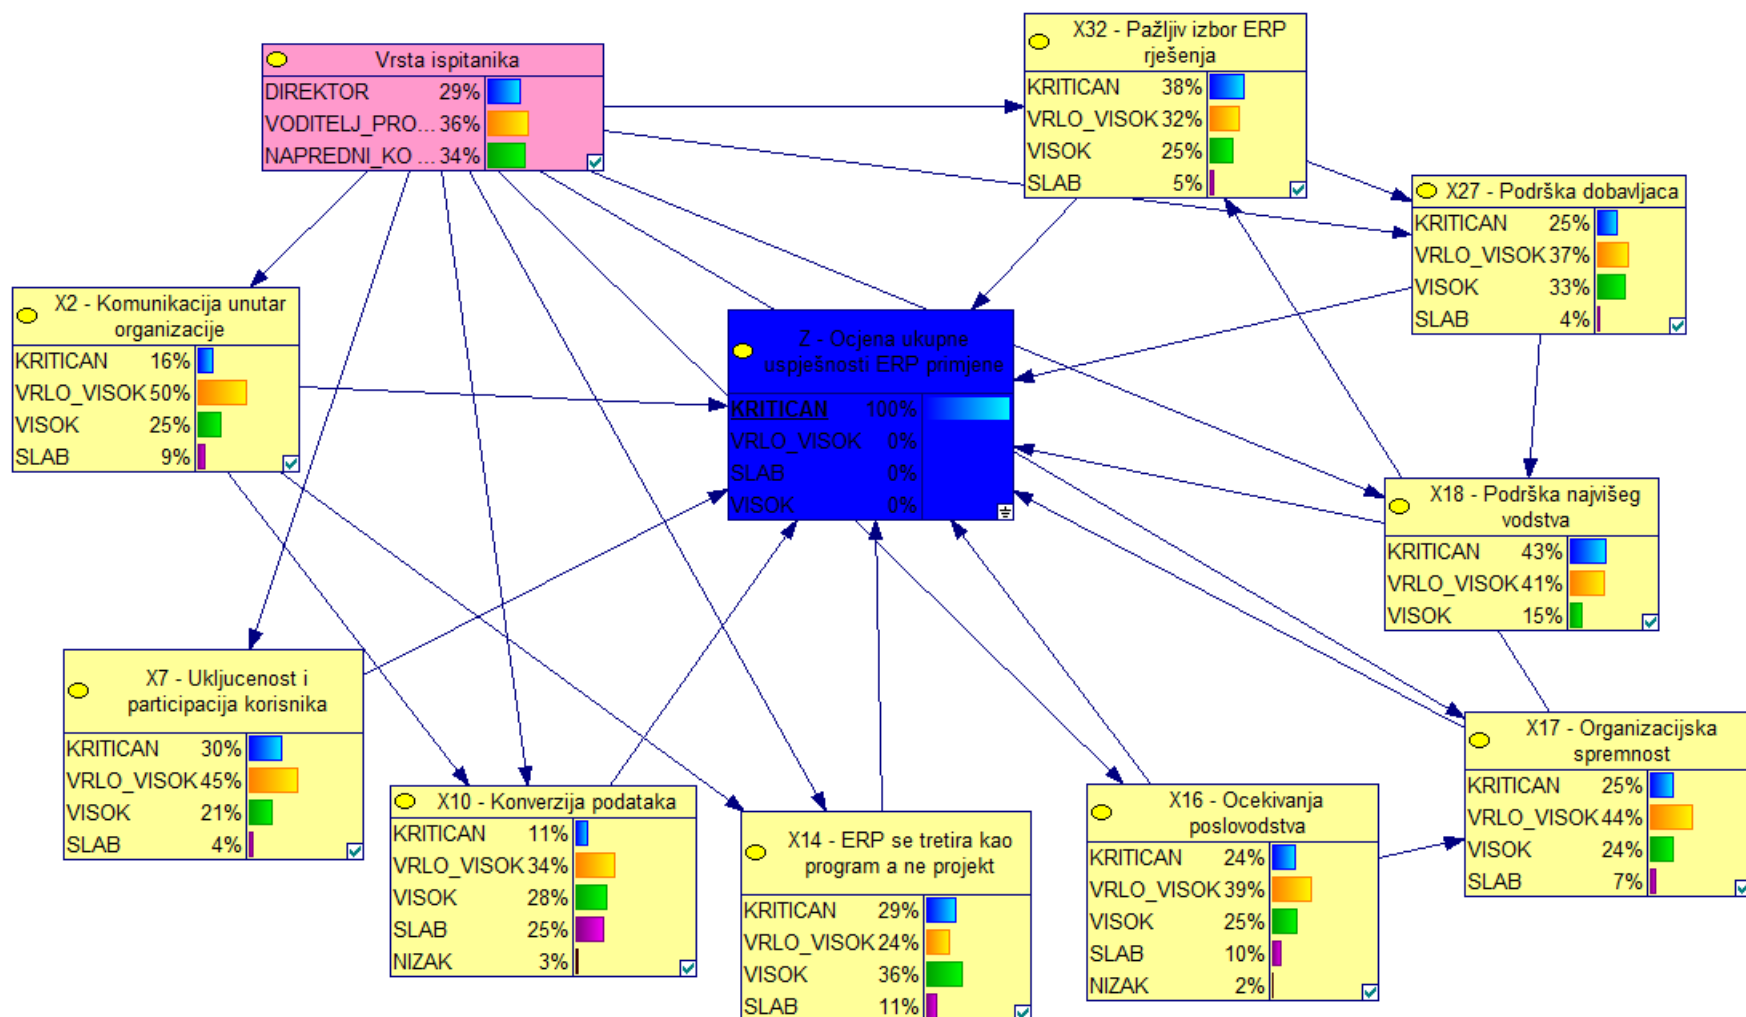 Vrsta ispitanika
DIREKTOR 29%
VODITELJ_PRO... 36%
NAPREDNI_KO ... 34%
X32 - Pažljiv izbor ERP
rješenja
KRITICAN 38%
VRLO_VISOK 32%
VISOK 25%
SLAB 5%
X27 - Podrška dobavljaca
KRITICAN 25%
VRLO_VISOK 37%
VISOK 33%
SLAB 4%
X2 - Komunikacija unutar
organizacije
KRITICAN 16%
VRLO_VISOK 50%
VISOK 25%
SLAB 9%
Z - Ocjena ukupne
uspješnosti ERP primjene
KRITICAN 100%
VRLO_VISOK 0%
SLAB 0%
VISOK 0%
X18 - Podrška najvišeg
vodstva
KRITICAN 43%
VRLO_VISOK 41%
VISOK 15%
X7 - Ukljucenost i
participacija korisnika
KRITICAN 30%
VRLO_VISOK 45%
VISOK 21%
SLAB 4%
X10 - Konverzija podataka
KRITICAN 11%
VRLO_VISOK 34%
VISOK 28%
SLAB 25%
NIZAK 3%
X14 - ERP se tretira kao
program a ne projekt
KRITICAN 29%
VRLO_VISOK 24%
VISOK 36%
SLAB 11%
X16 - Ocekivanja
poslovodstva
KRITICAN 24%
VRLO_VISOK 39%
VISOK 25%
SLAB 10%
NIZAK 2%
X17 - Organizacijska
spremnost
KRITICAN 25%
VRLO_VISOK 44%
VISOK 24%
SLAB 7%